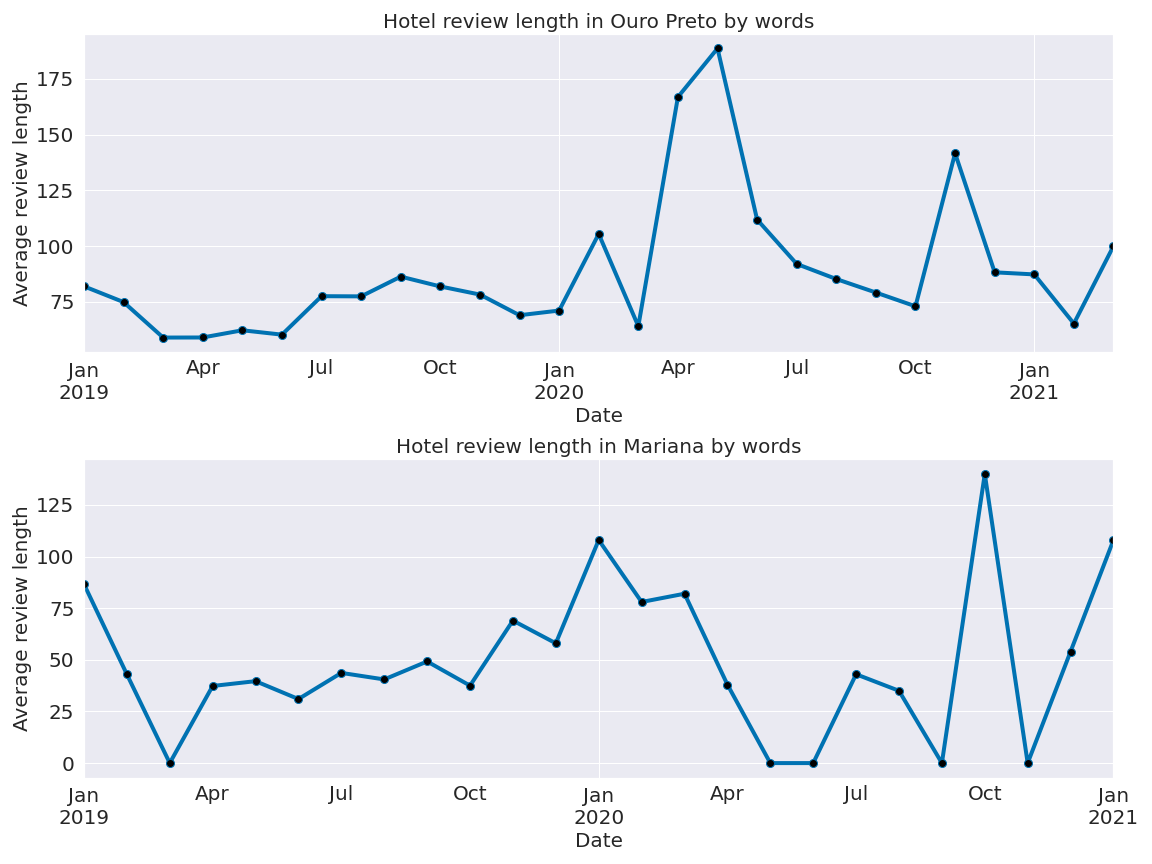 Hotel review length in Ouro Preto by words
Average review length
175
150
125
100
75
Jan Apr Jul Oct Jan Apr Jul Oct Jan
2019 2020 2021
Date
Hotel review length in Mariana by words
Average review length
125
100
75
50
25
0
Jan Apr Jul Oct Jan Apr Jul Oct Jan
2019 2020 2021
Date